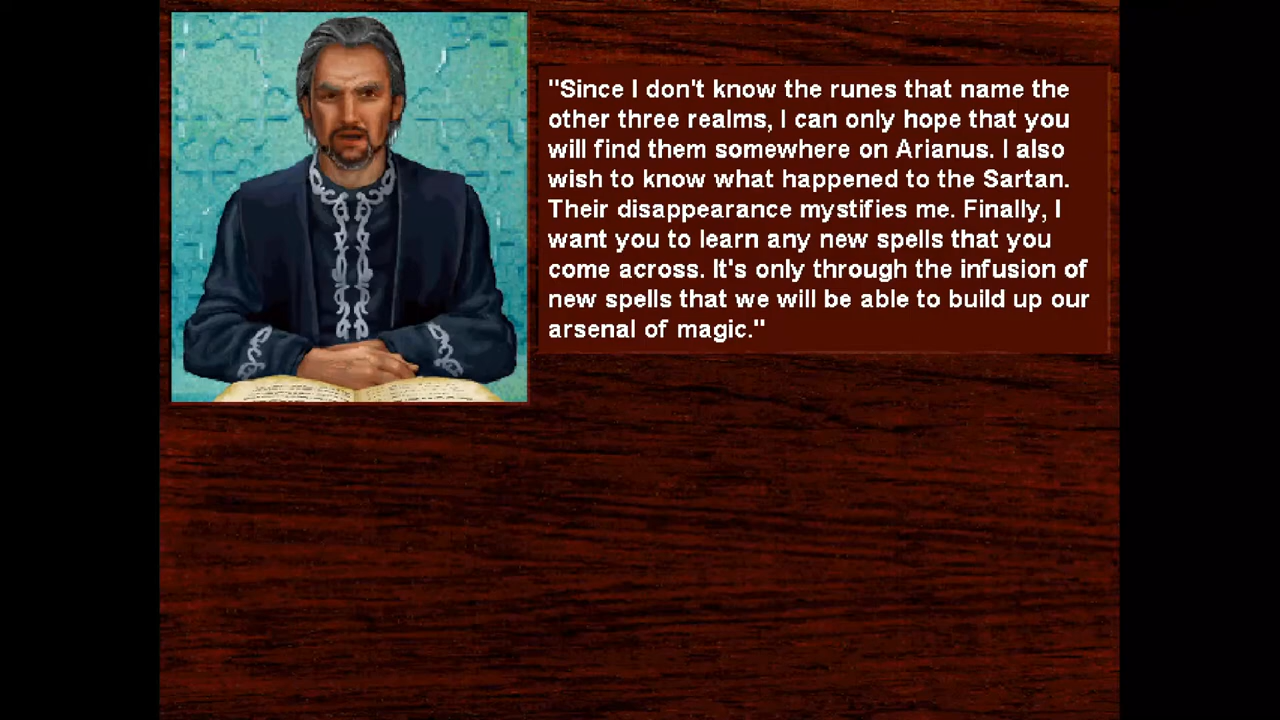 "Since I don't know the runes that name the
other three realms, I can only hope that you
will find them somewhere on Arianus. I also
wish to know what happened to the Sartan.
Their disappearance mystifies me. Finally, I
want you to learn any new spells that you
come across. It's only through the infusion of
new spells that we will be able to build up our
arsenal of magic."